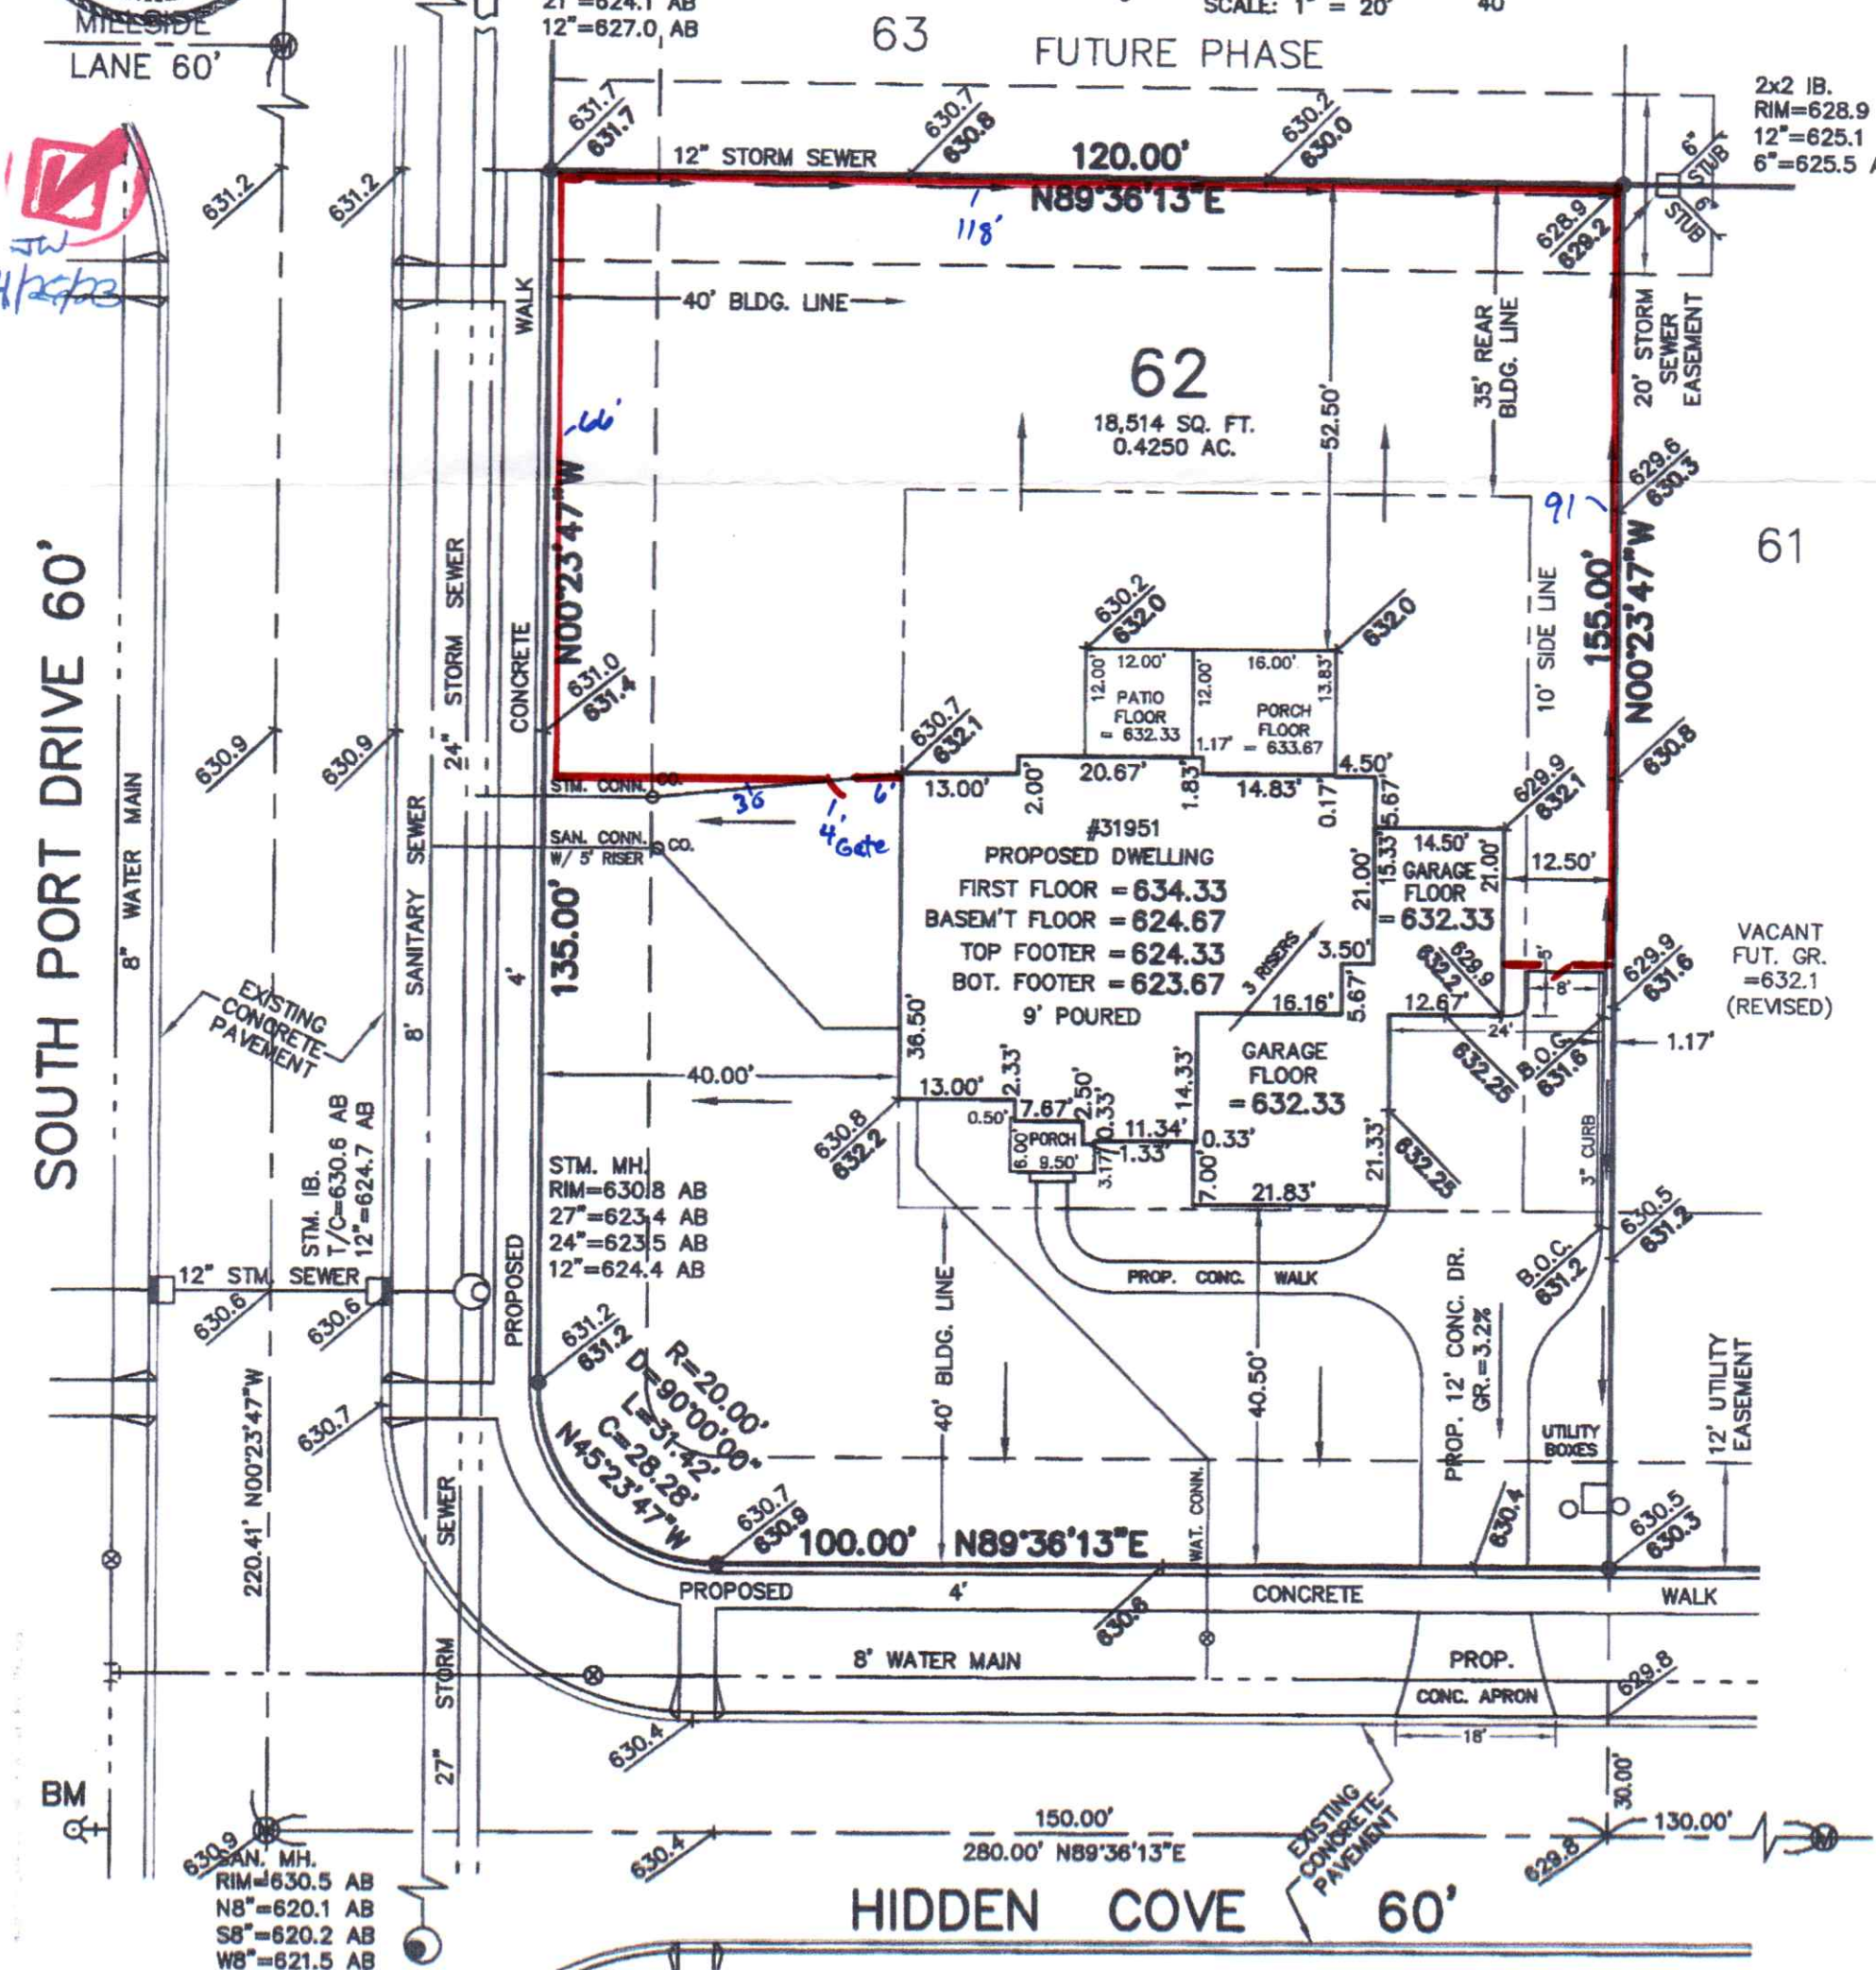 MILLSIDE
LANE 60'
21"=624.1 AB
12"=627.0 AB
63
FUTURE PHASE
SCALE: 1" = 20'
40
2x2 IB.
RIM=628.9
12"=625.1
6"=625.5
6"
STUB
6"
STUB
JW
631.2
631.2
631.7
631.7
630.7
630.8
630.2
630.0
12" STORM SEWER
120.00'
N89°36'13"E
118'
628.9
629.2
WALK
40' BLDG. LINE
62
18,514 SQ. FT.
0.4250 AC.
52.50'
35' REAR
BLDG. LINE
20' STORM
SEWER
EASEMENT
66'
N00°23'47"W
629.6
630.3
91
61
155.00'
N00°23'47"W
10' SIDE LINE
SOUTH PORT DRIVE 60'
8" WATER MAIN
24" STORM SEWER
CONCRETE
631.0
631.4
630.9
630.9
630.2
632.0
632.0
12.00'
12.00'
PATIO
FLOOR
= 632.33
12.00'
16.00'
13.83'
PORCH
FLOOR
= 633.67
1.17'
630.7
632.1
630.8
STM. CONN.
CO.
36
4' Gate
6'
13.00'
2.00'
20.67'
1.83'
14.83'
0.17'
4.50'
5.67'
629.9
632.1
SAN. CONN.
W/ 5' RISER
CO.
#31951
PROPOSED DWELLING
FIRST FLOOR = 634.33
BASEM'T FLOOR = 624.67
TOP FOOTER = 624.33
BOT. FOOTER = 623.67
9' POURED
21.00'
15.33'
14.50'
GARAGE
FLOOR
= 632.33
21.00'
12.50'
8' SANITARY SEWER
4'
135.00'
36.50'
3 RISERS
3.50'
16.16'
5.67'
629.9
632.2
12.67'
5'
8'
24'
629.9
631.6
VACANT
FUT. GR.
=632.1
(REVISED)
1.17'
EXISTING
CONCRETE
PAVEMENT
40.00'
GARAGE
FLOOR
= 632.33
14.33'
632.25
B.O.C.
631.6
13.00'
2.33'
0.50'
7.67'
2.50'
0.33'
11.34'
0.33'
6.00'
PORCH
9.50'
3.17'
1.33'
7.00'
21.83'
21.33'
632.25
3" CURB
630.8
632.2
STM. MH.
RIM=630.8 AB
27"=623.4 AB
24"=623.5 AB
12"=624.4 AB
STM. IB.
T/C=630.6 AB
12"=624.7 AB
12" STM. SEWER
630.6
630.6
PROPOSED
PROP. CONC. WALK
B.O.C.
631.2
630.5
631.2
631.2
631.2
R=20.00'
D=90°00'00"
L=31.42'
C=28.28'
N45°23'47"W
40' BLDG. LINE
40.50'
PROP. 12' CONC. DR.
GR.=3.2%
UTILITY
BOXES
12' UTILITY
EASEMENT
220.41' N00°23'47"W
630.7
27" STORM SEWER
630.7
630.9
100.00' N89°36'13"E
WAT. CONN.
630.4
630.5
630.3
PROPOSED 4' CONCRETE WALK
630.6
8' WATER MAIN
PROP.
CONC. APRON
629.8
18'
630.4
BM
630.9
150.00'
280.00' N89°36'13"E
630.4
EXISTING
CONCRETE
PAVEMENT
30.00'
629.8
130.00'
SAN. MH.
RIM=630.5 AB
N8"=620.1 AB
S8"=620.2 AB
W8"=621.5 AB
HIDDEN COVE 60'